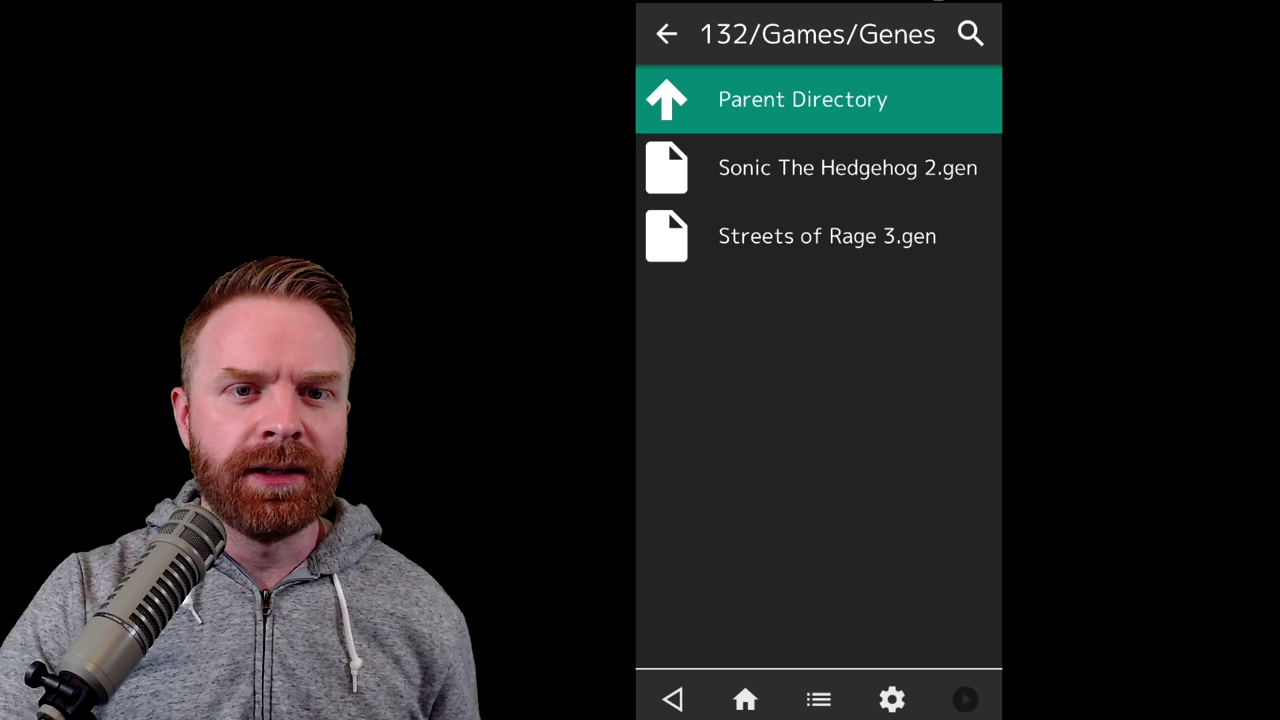 132/Games/Genes
Parent Directory
Sonic The Hedgehog 2.gen
Streets of Rage 3.gen